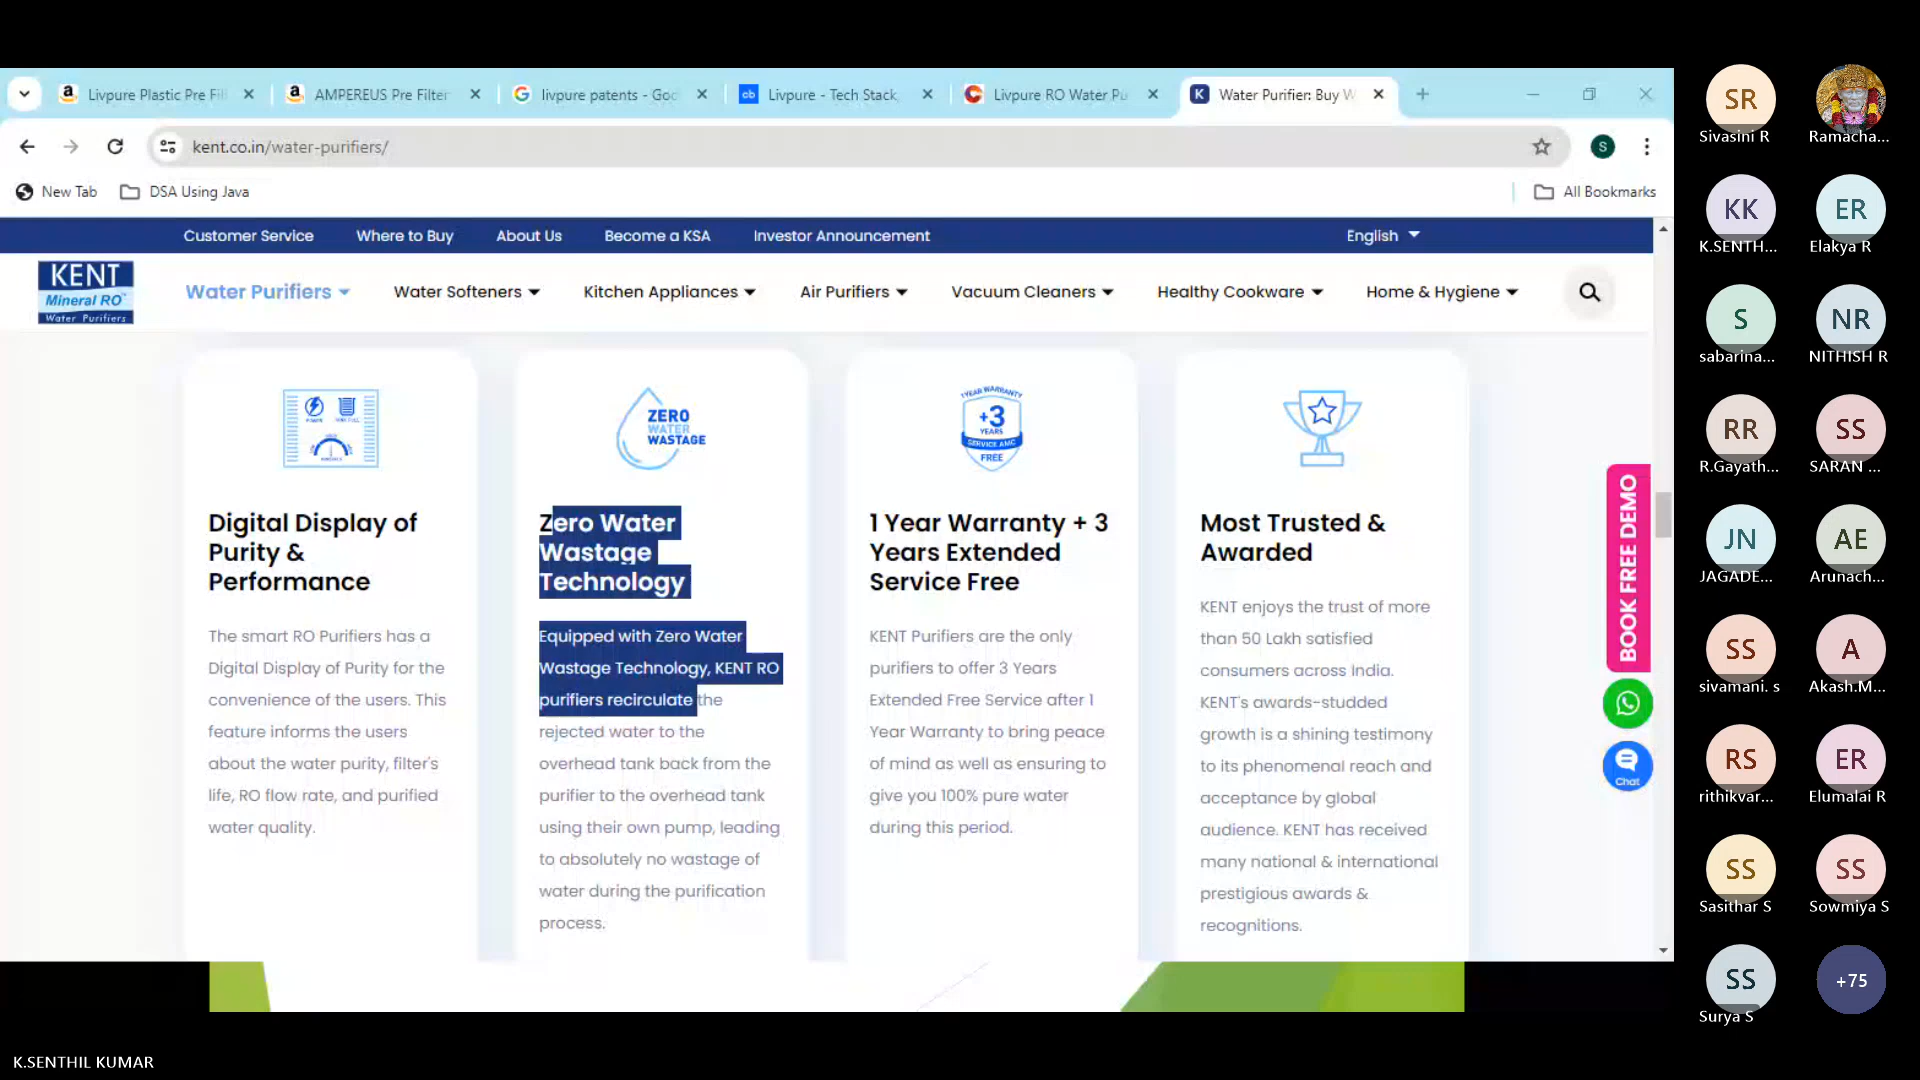 Livpure Plastic Pre Fil
AMPEREUS Pre Filter
livpure patents - Goo
cb
Livpure - Tech Stack,
Livpure RO Water Pu
K
Water Purifier: Buy W
kent.co.in/water-purifiers/
S
New Tab
DSA Using Java
All Bookmarks
Customer Service
Where to Buy
About Us
Become a KSA
Investor Announcement
English
KENT
Mineral RO™
Water Purifiers
Water Purifiers
Water Softeners
Kitchen Appliances
Air Purifiers
Vacuum Cleaners
Healthy Cookware
Home & Hygiene
Digital Display of
Purity &
Performance
The smart RO Purifiers has a
Digital Display of Purity for the
convenience of the users. This
feature informs the users
about the water purity, filter's
life, RO flow rate, and purified
water quality.
ZERO
WATER
WASTAGE
Zero Water
Wastage
Technology
Equipped with Zero Water
Wastage Technology, KENT RO
purifiers recirculate the
rejected water to the
overhead tank back from the
purifier to the overhead tank
using their own pump, leading
to absolutely no wastage of
water during the purification
process.
1 YEAR WARRANTY
+3
YEARS
SERVICE AMC
FREE
1 Year Warranty + 3
Years Extended
Service Free
KENT Purifiers are the only
purifiers to offer 3 Years
Extended Free Service after 1
Year Warranty to bring peace
of mind as well as ensuring to
give you 100% pure water
during this period.
Most Trusted &
Awarded
KENT enjoys the trust of more
than 50 Lakh satisfied
consumers across India.
KENT's awards-studded
growth is a shining testimony
to its phenomenal reach and
acceptance by global
audience. KENT has received
many national & international
prestigious awards &
recognitions.
BOOK FREE DEMO
Chat
SR
Sivasini R
Ramacha...
KK
K.SENTH...
ER
Elakya R
S
sabarina...
NR
NITHISH R
RR
R.Gayath...
SS
SARAN ...
JN
JAGADE...
AE
Arunach...
SS
sivamani. s
A
Akash.M...
RS
rithikvar...
ER
Elumalai R
SS
Sasithar S
SS
Sowmiya S
SS
Surya S
+75
K.SENTHIL KUMAR